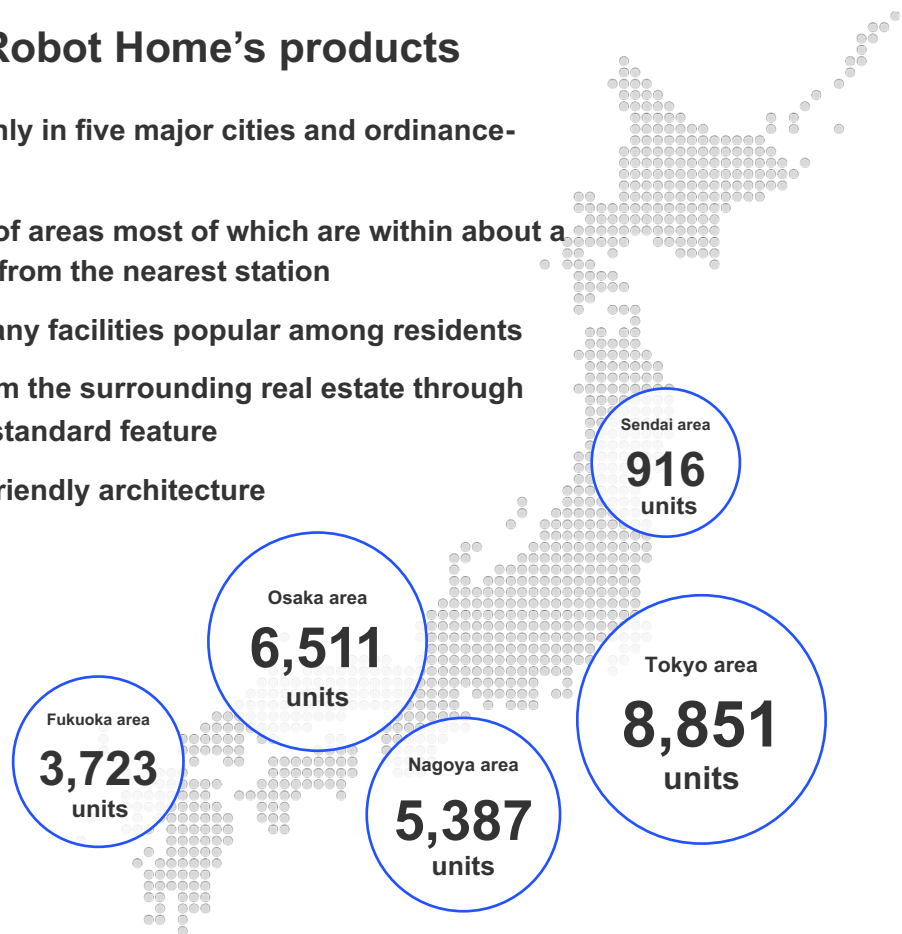 Robot Home's products
nly in five major cities and ordinance-
of areas most of which are within about a
from the nearest station
any facilities popular among residents
m the surrounding real estate through
standard feature
riendly architecture
Sendai area
916
units
Osaka area
6,511
units
Tokyo area
8,851
units
Fukuoka area
3,723
units
Nagoya area
5,387
units